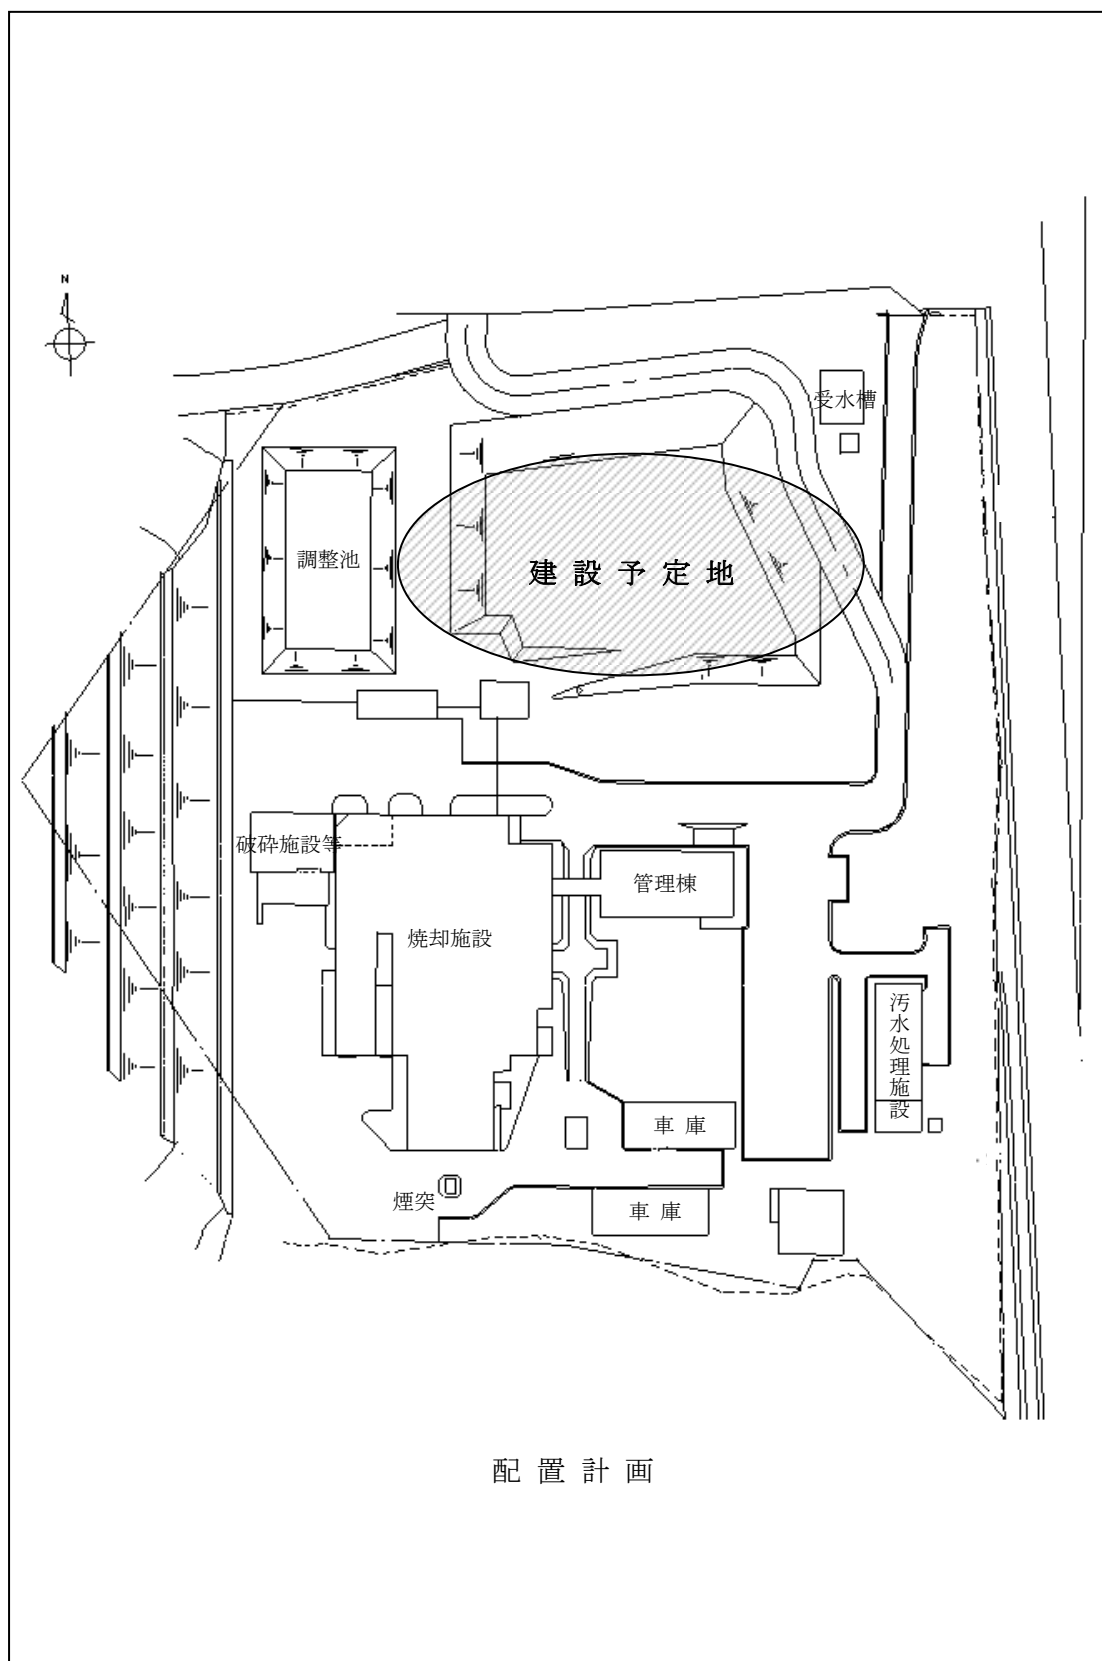 N
受水槽
調整池
建設予定地
破砕施設等
管理棟
焼却施設
汚水処理施設
車庫
煙突
車庫
配置計画